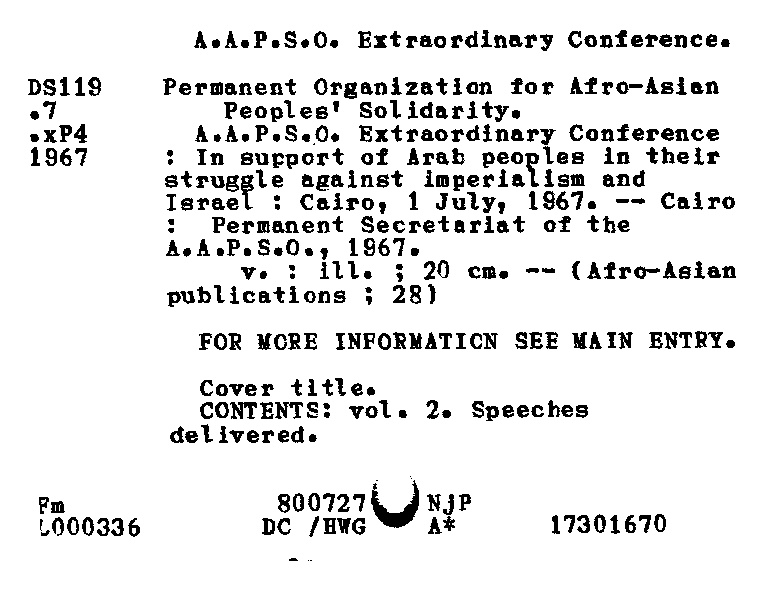 A.A.P.S.O. Extraordinary Conference.
DS119 Permanent Organization for Afro-Asian
.7 Peoples' Solidarity.
.xP4 A.A.P.S.O. Extraordinary Conference
1967 : In support of Arab peoples in their
struggle against imperialism and
Israel : Cairo, 1 July, 1967. -- Cairo
: Permanent Secretariat of the
A.A.P.S.O., 1967.
v. : ill. ; 20 cm. -- (Afro-Asian
publications ; 28)
FOR MORE INFORMATION SEE MAIN ENTRY.
Cover title.
CONTENTS: vol. 2. Speeches
delivered.
Fm 800727 NjP
L000336 DC /HWG A* 17301670